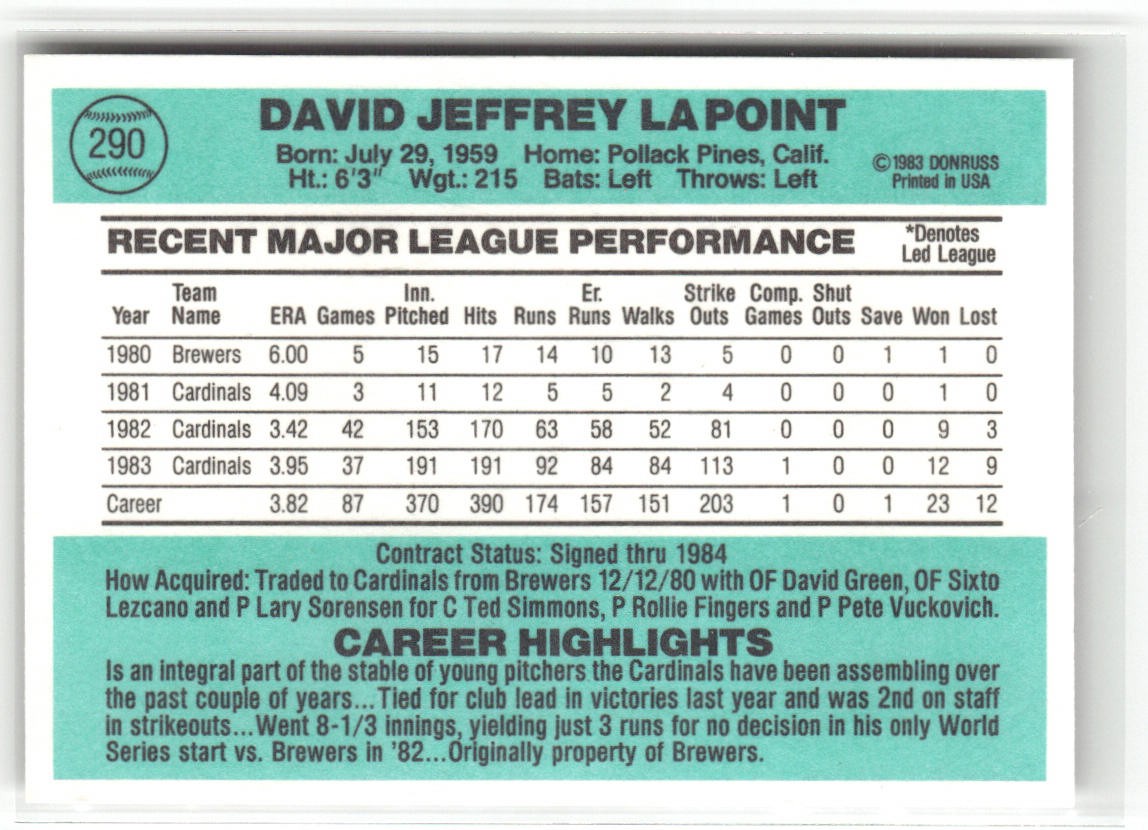 290
DAVID JEFFREY LAPOINT
Born: July 29, 1959 Home: Pollack Pines, Calif.
Ht.: 6'3" Wgt.: 215 Bats: Left Throws: Left
©1983 DONRUSS
Printed in USA
RECENT MAJOR LEAGUE PERFORMANCE
*Denotes
Led League
Year Team Name ERA Games Inn. Pitched Hits Runs Er. Runs Walks Strike Outs Comp. Games Shut Outs Save Won Lost
1980 Brewers 6.00 5 15 17 14 10 13 5 0 0 1 1 0
1981 Cardinals 4.09 3 11 12 5 5 2 4 0 0 0 1 0
1982 Cardinals 3.42 42 153 170 63 58 52 81 0 0 0 9 3
1983 Cardinals 3.95 37 191 191 92 84 84 113 1 0 0 12 9
Career 3.82 87 370 390 174 157 151 203 1 0 1 23 12
Contract Status: Signed thru 1984
How Acquired: Traded to Cardinals from Brewers 12/12/80 with OF David Green, OF Sixto
Lezcano and P Lary Sorensen for C Ted Simmons, P Rollie Fingers and P Pete Vuckovich.
CAREER HIGHLIGHTS
Is an integral part of the stable of young pitchers the Cardinals have been assembling over
the past couple of years...Tied for club lead in victories last year and was 2nd on staff
in strikeouts...Went 8-1/3 innings, yielding just 3 runs for no decision in his only World
Series start vs. Brewers in '82...Originally property of Brewers.